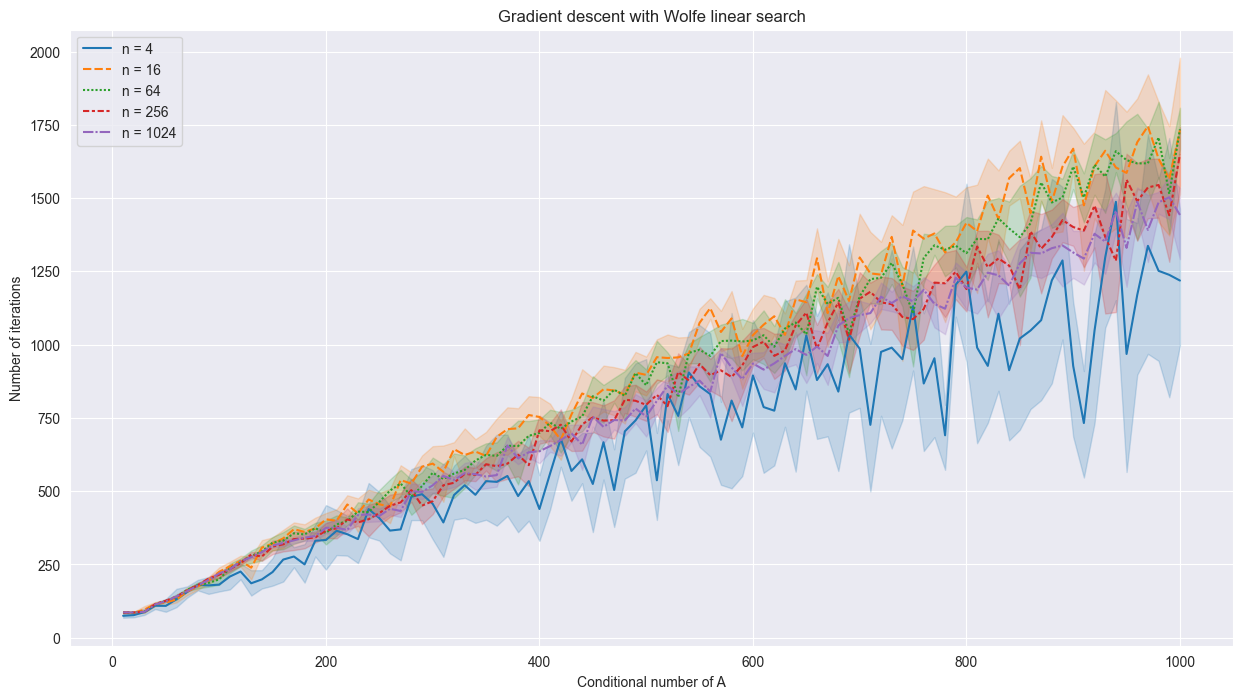 Gradient descent with Wolfe linear search
n = 4
n = 16
n = 64
n = 256
n = 1024
Number of iterations
2000
1750
1500
1250
1000
750
500
250
0
0 200 400 600 800 1000
Conditional number of A